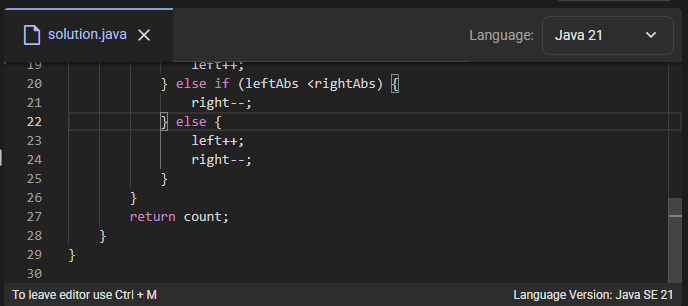 solution.java
Language: Java 21
19 left++;
20 } else if (leftAbs <rightAbs) {
21 right--;
22 } else {
23 left++;
24 right--;
25 }
26 }
27 return count;
28 }
29 }
30
To leave editor use Ctrl + M Language Version: Java SE 21